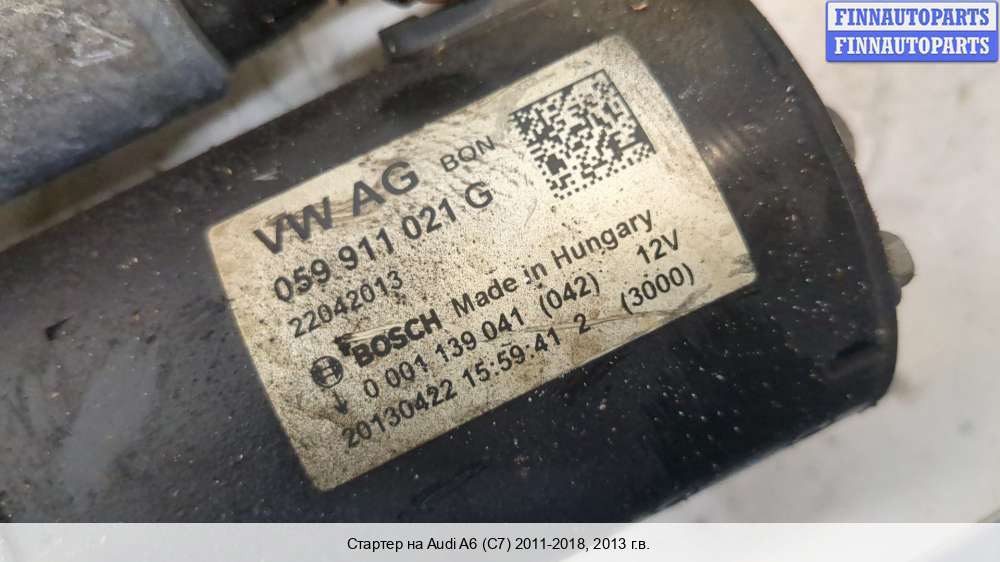 FINNAUTOPARTS
FINNAUTOPARTS
VW AG BQN
059 911 021 G
22042013
BOSCH Made in Hungary
0 001 139 041 (042) 12V
20130422 15:59:41 2 (3000)
Стартер на Audi A6 (C7) 2011-2018, 2013 г.в.